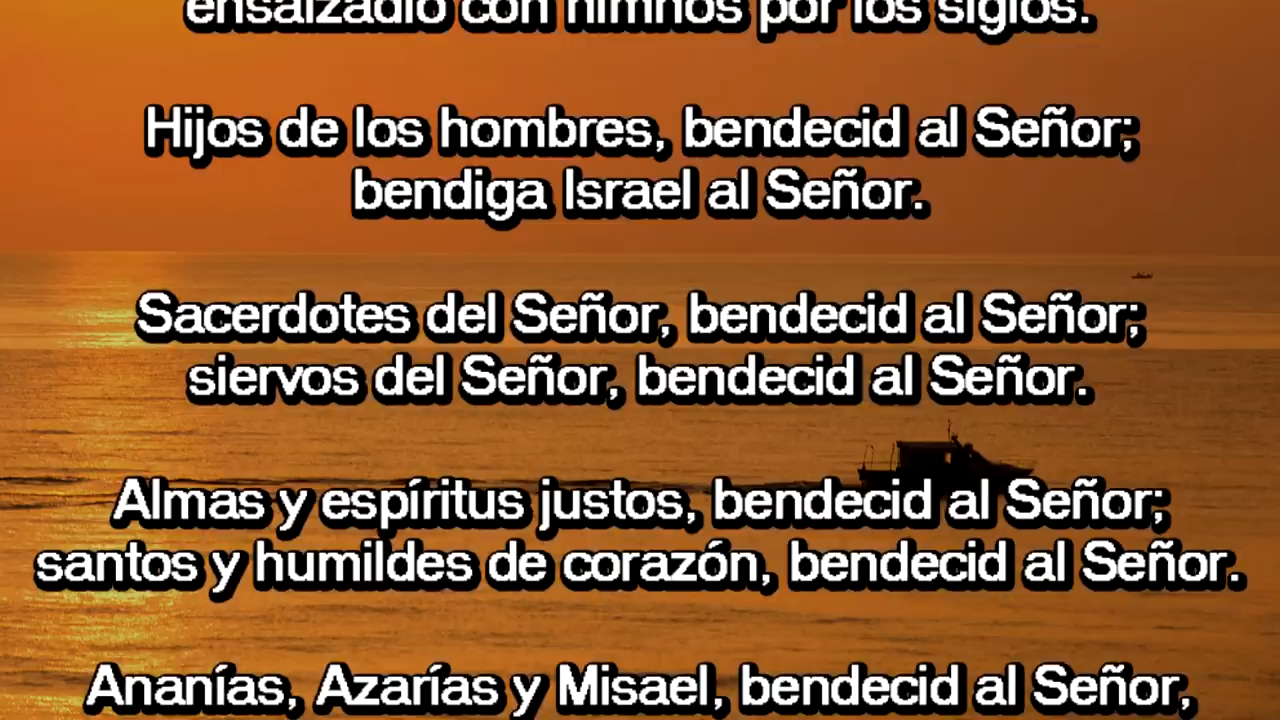 ensalzadlo con himnos por los siglos.
Hijos de los hombres, bendecid al Señor;
bendiga Israel al Señor.
Sacerdotes del Señor, bendecid al Señor;
siervos del Señor, bendecid al Señor.
Almas y espíritus justos, bendecid al Señor;
santos y humildes de corazón, bendecid al Señor.
Ananías, Azarías y Misael, bendecid al Señor,